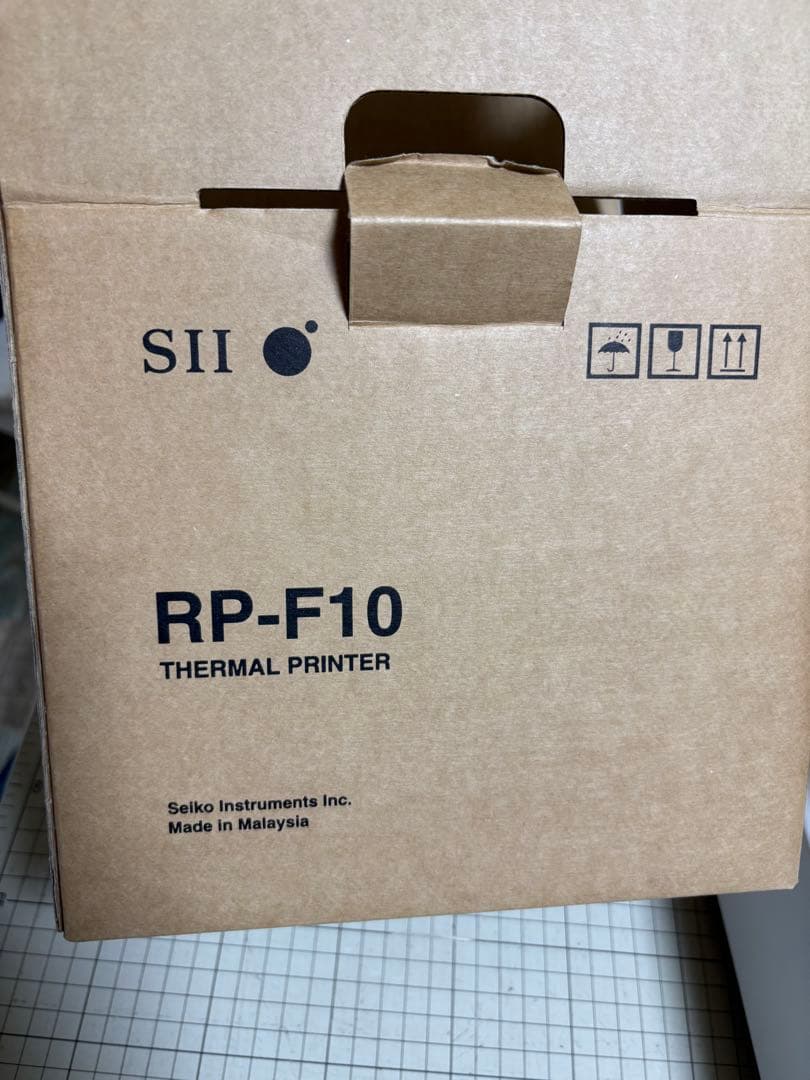 SII
RP-F10
THERMAL PRINTER
Seiko Instruments Inc.
Made in Malaysia